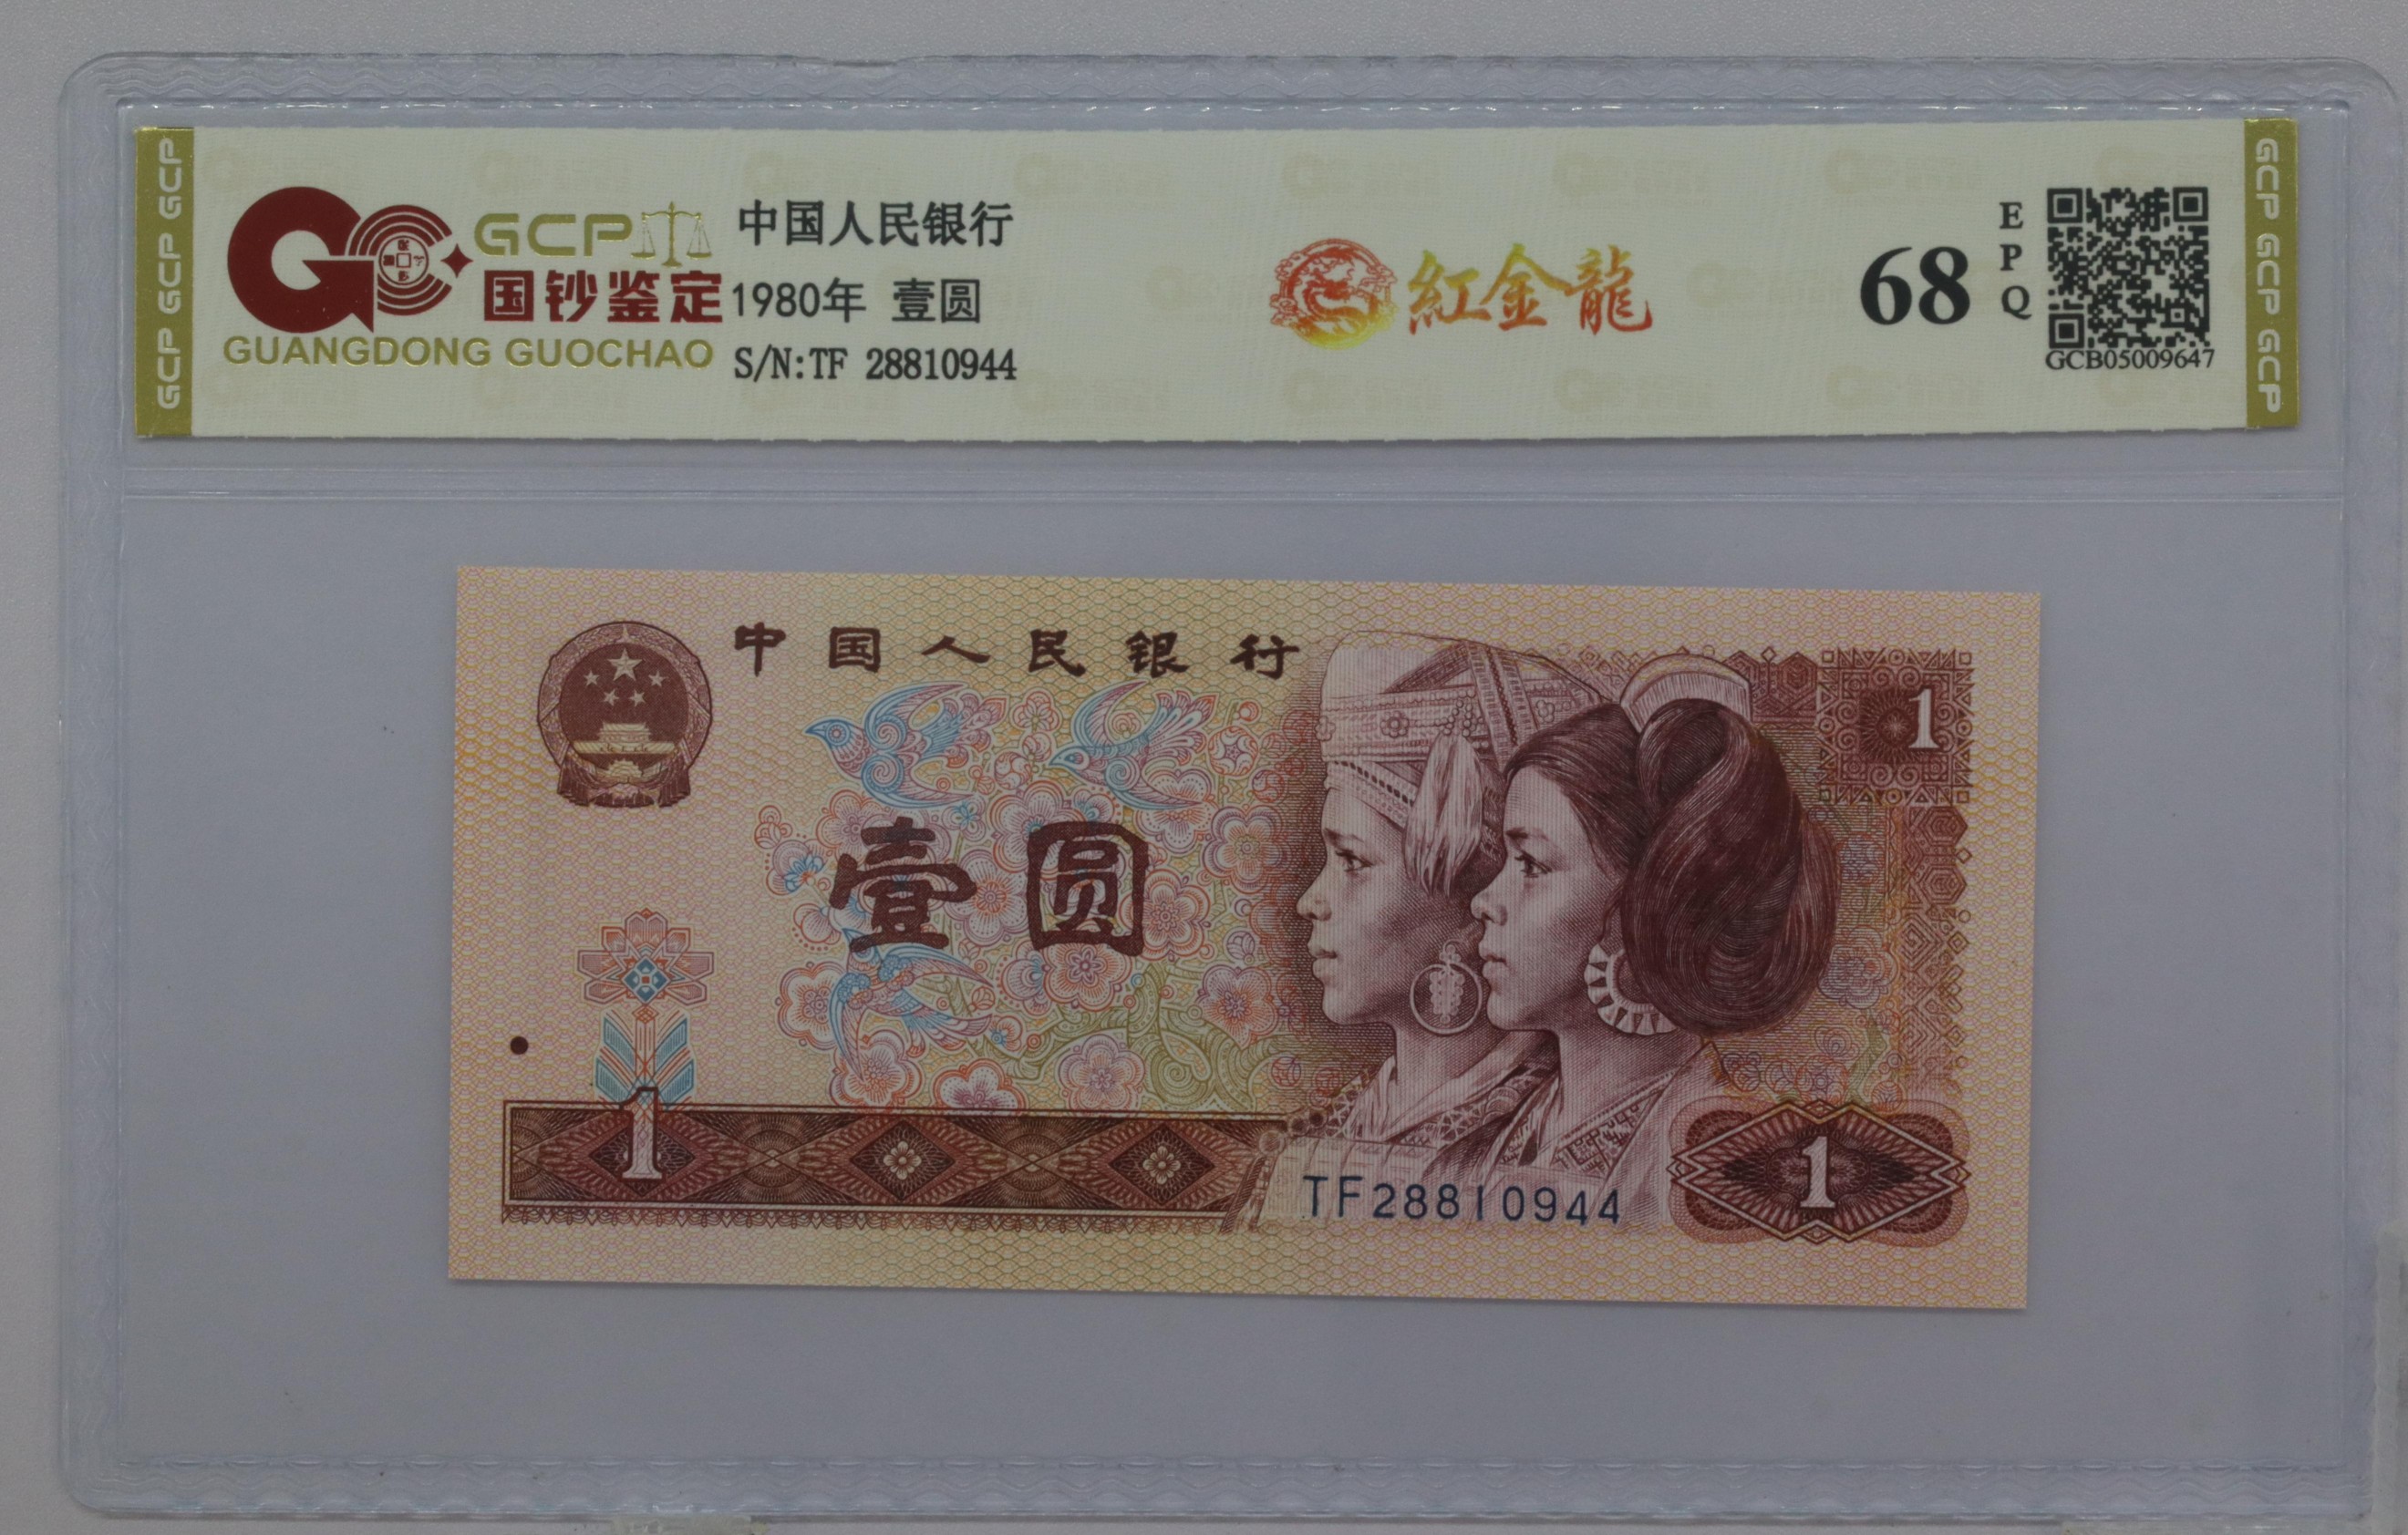 GCP GCP GCP
GCP
国钞鉴定
GUANGDONG GUOCHAO
中国人民银行
1980年 壹圆
S/N:TF 28810944
紅金龍
68
EPQ
GCB05009647
GCP GCP GCP
中国人民银行
1
壹圆
1
TF28810944
1